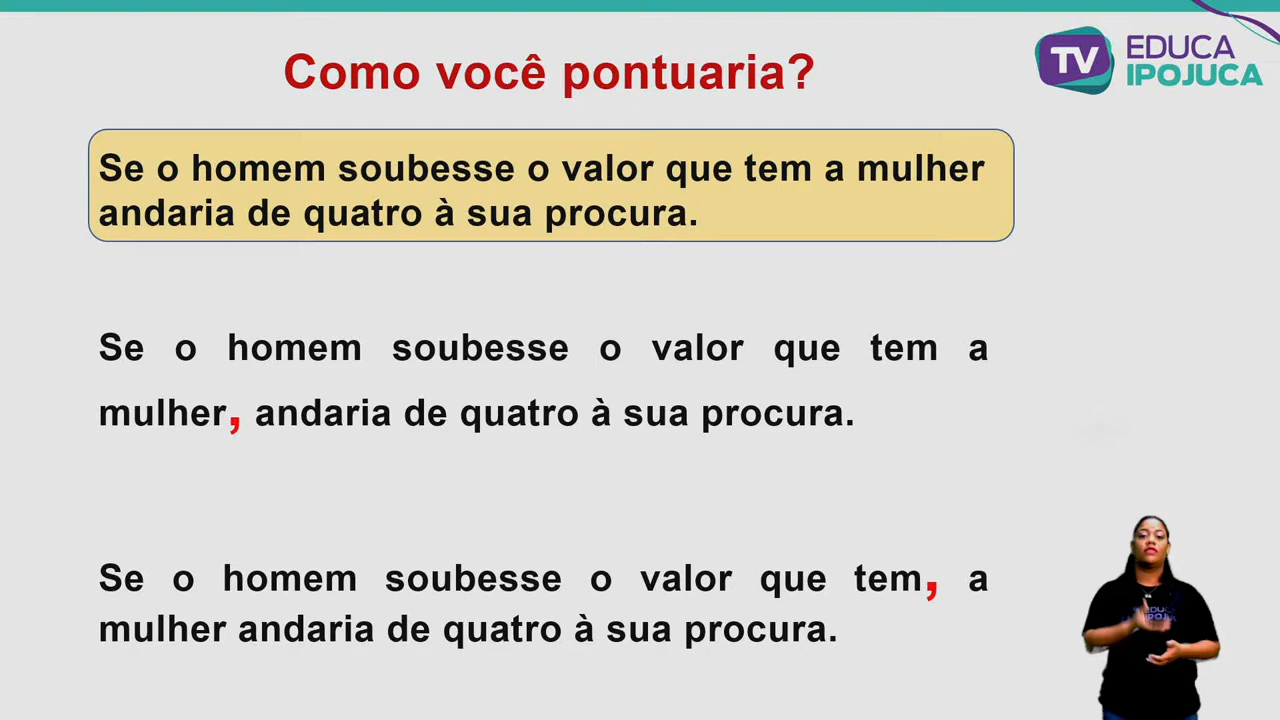 Como você pontuaria?
TV EDUCA
IPOJUCA
Se o homem soubesse o valor que tem a mulher
andaria de quatro à sua procura.
Se o homem soubesse o valor que tem a
mulher, andaria de quatro à sua procura.
Se o homem soubesse o valor que tem, a
mulher andaria de quatro à sua procura.